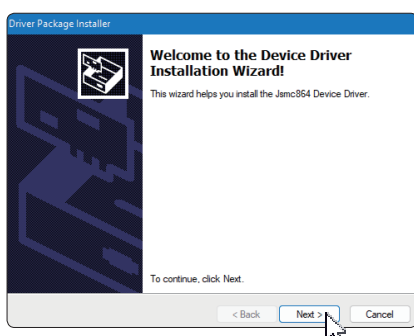 Driver Package Installer
Welcome to the Device Driver
Installation Wizard!
This wizard helps you install the Jsmc864 Device Driver.
To continue, click Next.
< Back Next > Cancel